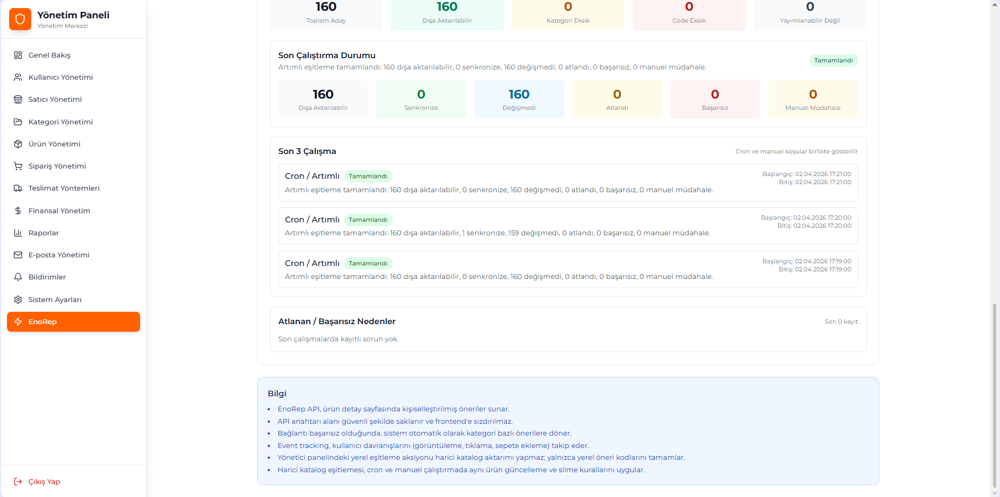 Yönetim Paneli
Yönetim Merkezi
Genel Bakış
Kullanıcı Yönetimi
Satıcı Yönetimi
Kategori Yönetimi
Ürün Yönetimi
Sipariş Yönetimi
Teslimat Yöntemleri
Finansal Yönetim
Raporlar
E-posta Yönetimi
Bildirimler
Sistem Ayarları
EnoRep
Çıkış Yap
160 160 0 0 0
Toplam Aday Dışa Aktarılabilir Kategori Eksik Code Eksik Yayımlanabilir Değil
Son Çalıştırma Durumu
Tamamlandı
Artımlı eşitleme tamamlandı: 160 dışa aktarılabilir, 0 senkronize, 160 değişmedi, 0 atlandı, 0 başarısız, 0 manuel müdahale.
160 0 160 0 0 0
Dışa Aktarılabilir Senkronize Değişmedi Atlandı Başarısız Manuel Müdahale
Son 3 Çalışma
Cron ve manuel koşular birlikte gösterilir
Cron / Artımlı Tamamlandı
Başlangıç: 02.04.2026 17:21:00
Bitiş: 02.04.2026 17:21:00
Artımlı eşitleme tamamlandı: 160 dışa aktarılabilir, 0 senkronize, 160 değişmedi, 0 atlandı, 0 başarısız, 0 manuel müdahale.
Cron / Artımlı Tamamlandı
Başlangıç: 02.04.2026 17:20:00
Bitiş: 02.04.2026 17:20:00
Artımlı eşitleme tamamlandı: 160 dışa aktarılabilir, 1 senkronize, 159 değişmedi, 0 atlandı, 0 başarısız, 0 manuel müdahale.
Cron / Artımlı Tamamlandı
Başlangıç: 02.04.2026 17:19:00
Bitiş: 02.04.2026 17:19:00
Artımlı eşitleme tamamlandı: 160 dışa aktarılabilir, 0 senkronize, 160 değişmedi, 0 atlandı, 0 başarısız, 0 manuel müdahale.
Atlanan / Başarısız Nedenler
Son 0 kayıt
Son çalışmalarda kayıtlı sorun yok.
Bilgi
• EnoRep API, ürün detay sayfasında kişiselleştirilmiş öneriler sunar.
• API anahtarı alanı güvenli şekilde saklanır ve frontend'e sızdırılmaz.
• Bağlantı başarısız olduğunda, sistem otomatik olarak kategori bazlı önerilere döner.
• Event tracking, kullanıcı davranışlarını (görüntüleme, tıklama, sepete ekleme) takip eder.
• Yönetici panelindeki yerel eşitleme aksiyonu harici katalog aktarımı yapmaz; yalnızca yerel öneri kodlarını tamamlar.
• Harici katalog eşitlemesi, cron ve manuel çalıştırmada aynı ürün güncelleme ve silme kurallarını uygular.